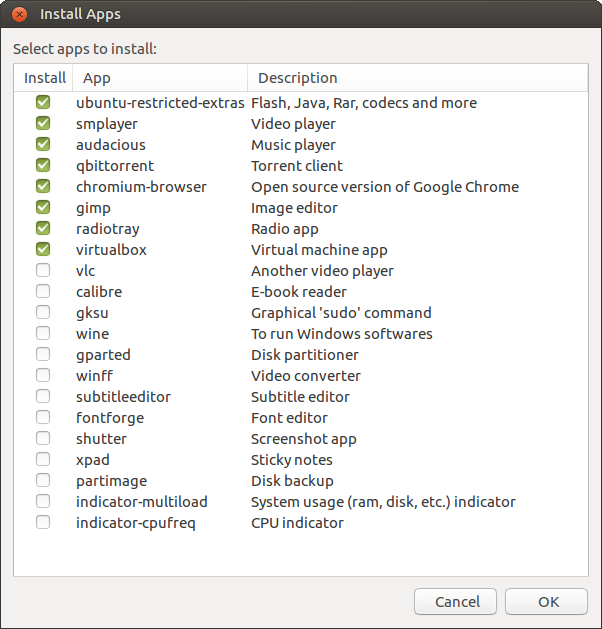 Install Apps
Select apps to install:
Install App Description
ubuntu-restricted-extras Flash, Java, Rar, codecs and more
smplayer Video player
audacious Music player
qbittorrent Torrent client
chromium-browser Open source version of Google Chrome
gimp Image editor
radiotray Radio app
virtualbox Virtual machine app
vlc Another video player
calibre E-book reader
gksu Graphical 'sudo' command
wine To run Windows softwares
gparted Disk partitioner
winff Video converter
subtitleeditor Subtitle editor
fontforge Font editor
shutter Screenshot app
xpad Sticky notes
partimage Disk backup
indicator-multiload System usage (ram, disk, etc.) indicator
indicator-cpufreq CPU indicator
Cancel OK